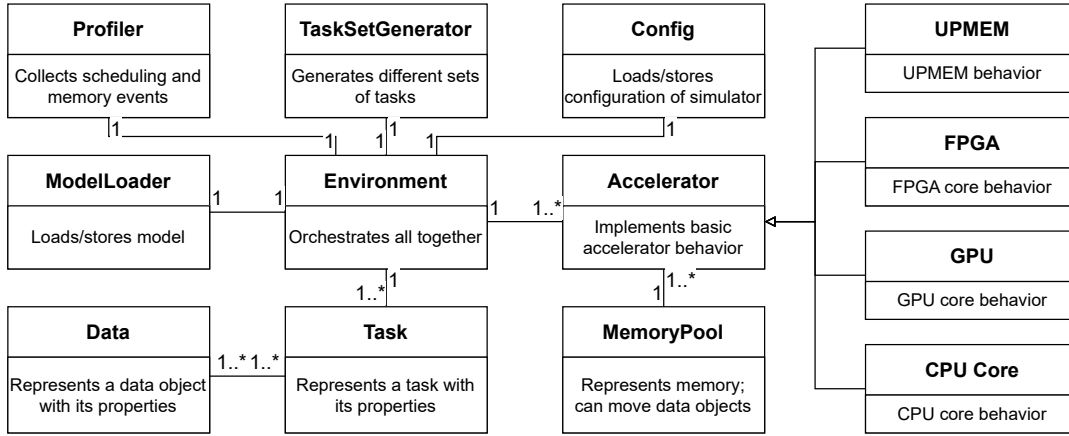 Profiler
Collects scheduling and
memory events
TaskSetGenerator
Generates different sets
of tasks
Config
Loads/stores
configuration of simulator
UPMEM
UPMEM behavior
1
1
1
1
1
1
ModelLoader
Loads/stores model
1
1
Environment
Orchestrates all together
1
1..*
Accelerator
Implements basic
accelerator behavior
FPGA
FPGA core behavior
GPU
GPU core behavior
1
1..*
1..*
1
Data
Represents a data object
with its properties
1..*
1..*
Task
Represents a task with
its properties
MemoryPool
Represents memory;
can move data objects
CPU Core
CPU core behavior